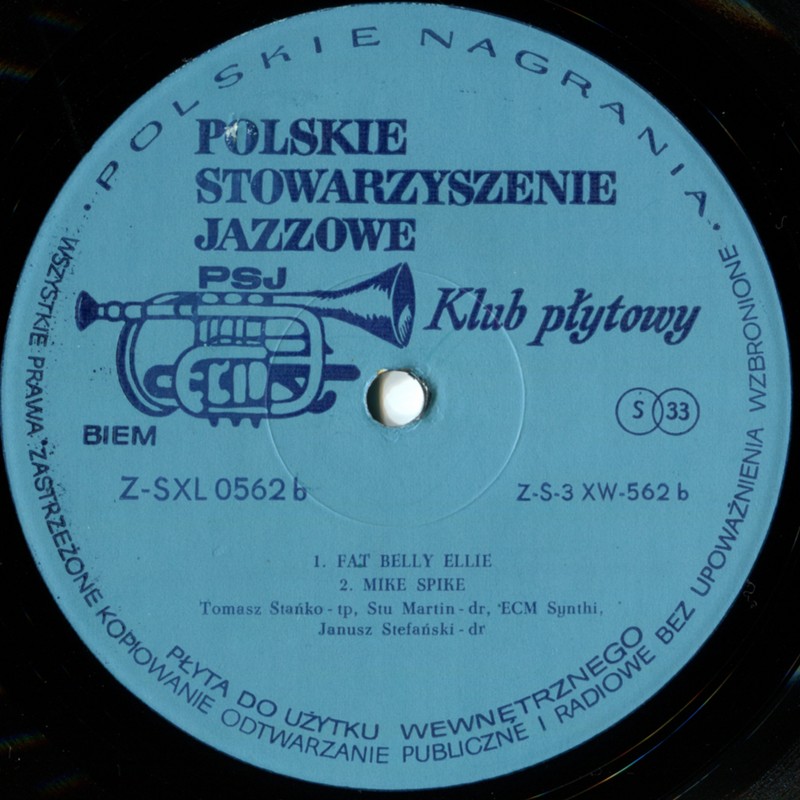 • POLSKIE NAGRANIA •
POLSKIE
STOWARZYSZENIE
JAZZOWE
PSJ
Klub płytowy
BIEM
S 33
Z-SXL 0562 b
Z-S-3 XW-562 b
1. FAT BELLY ELLIE
2. MIKE SPIKE
Tomasz Stańko - tp, Stu Martin - dr, ECM Synthi,
Janusz Stefański - dr
PŁYTA DO UŻYTKU WEWNĘTRZNEGO
WSZYSTKIE PRAWA ZASTRZEŻONE KOPIOWANIE ODTWARZANIE PUBLICZNE I RADIOWE BEZ UPOWAŻNIENIA WZBRONIONE